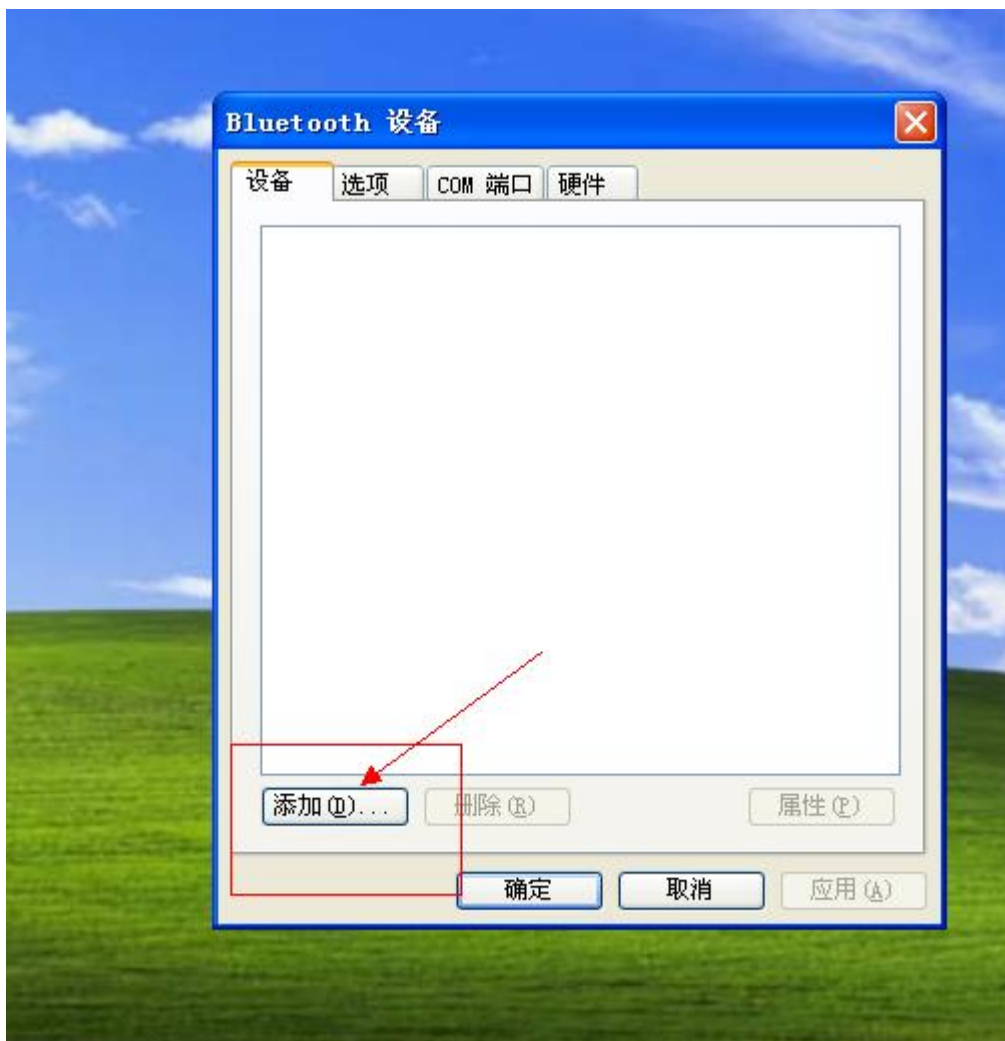 Bluetooth 设备
设备 选项 COM 端口 硬件
添加(D)... 删除(R) 属性(P)
确定 取消 应用(A)